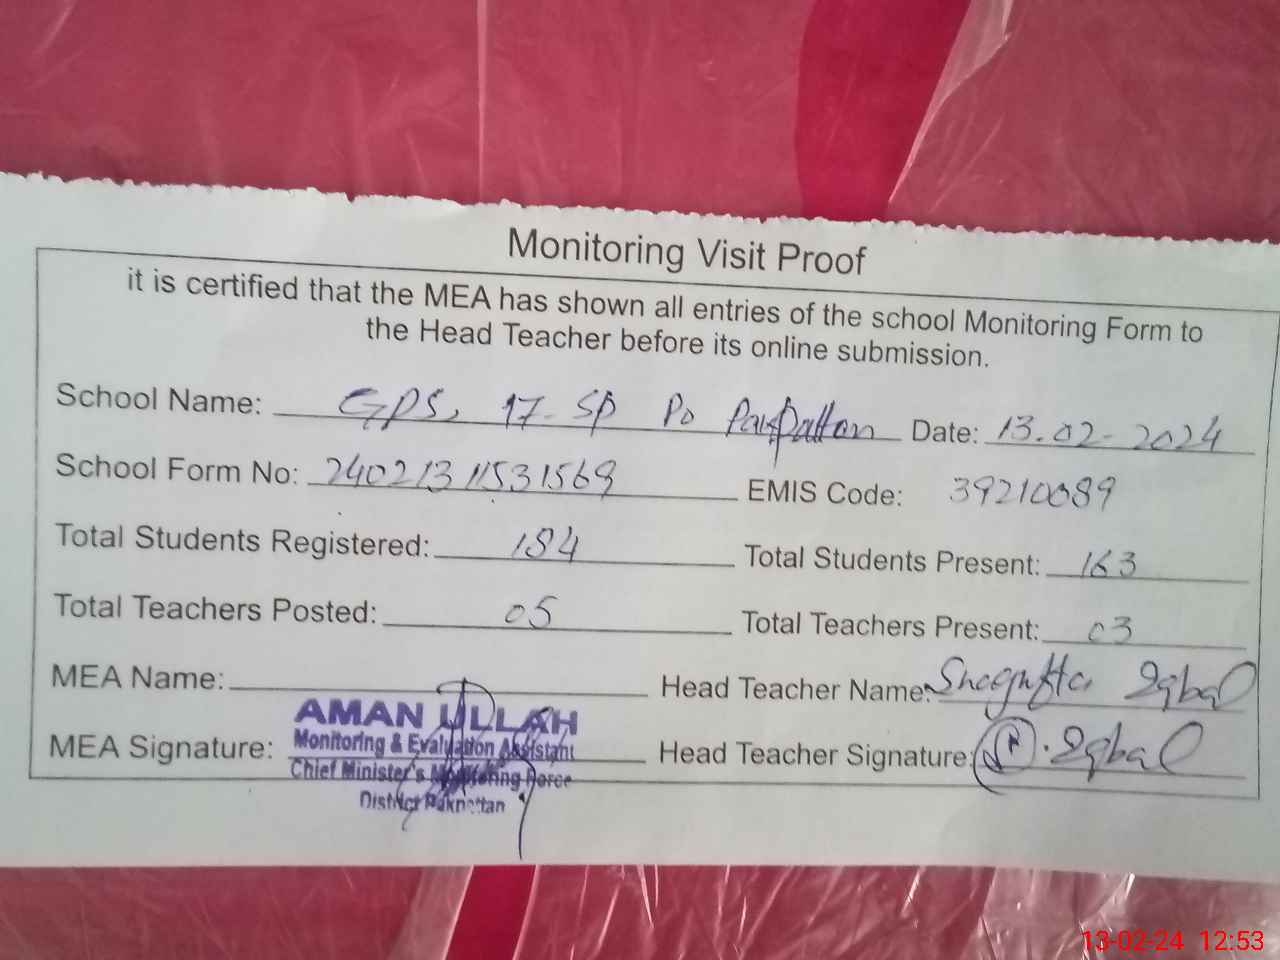 Monitoring Visit Proof
it is certified that the MEA has shown all entries of the school Monitoring Form to
the Head Teacher before its online submission.
School Name: GPS, 17-SP Po Pakpattan Date: 13.02-2024
School Form No: 24021311531569 EMIS Code: 39210089
Total Students Registered: 184 Total Students Present: 163
Total Teachers Posted: 05 Total Teachers Present: 03
MEA Name: Head Teacher Name: Shagufta Iqbal
AMAN ULLAH
MEA Signature: Monitoring & Evaluation Assistant Head Teacher Signature: Iqbal
Chief Minister's Monitoring Force
District Pakpattan
13-02-24 12:53